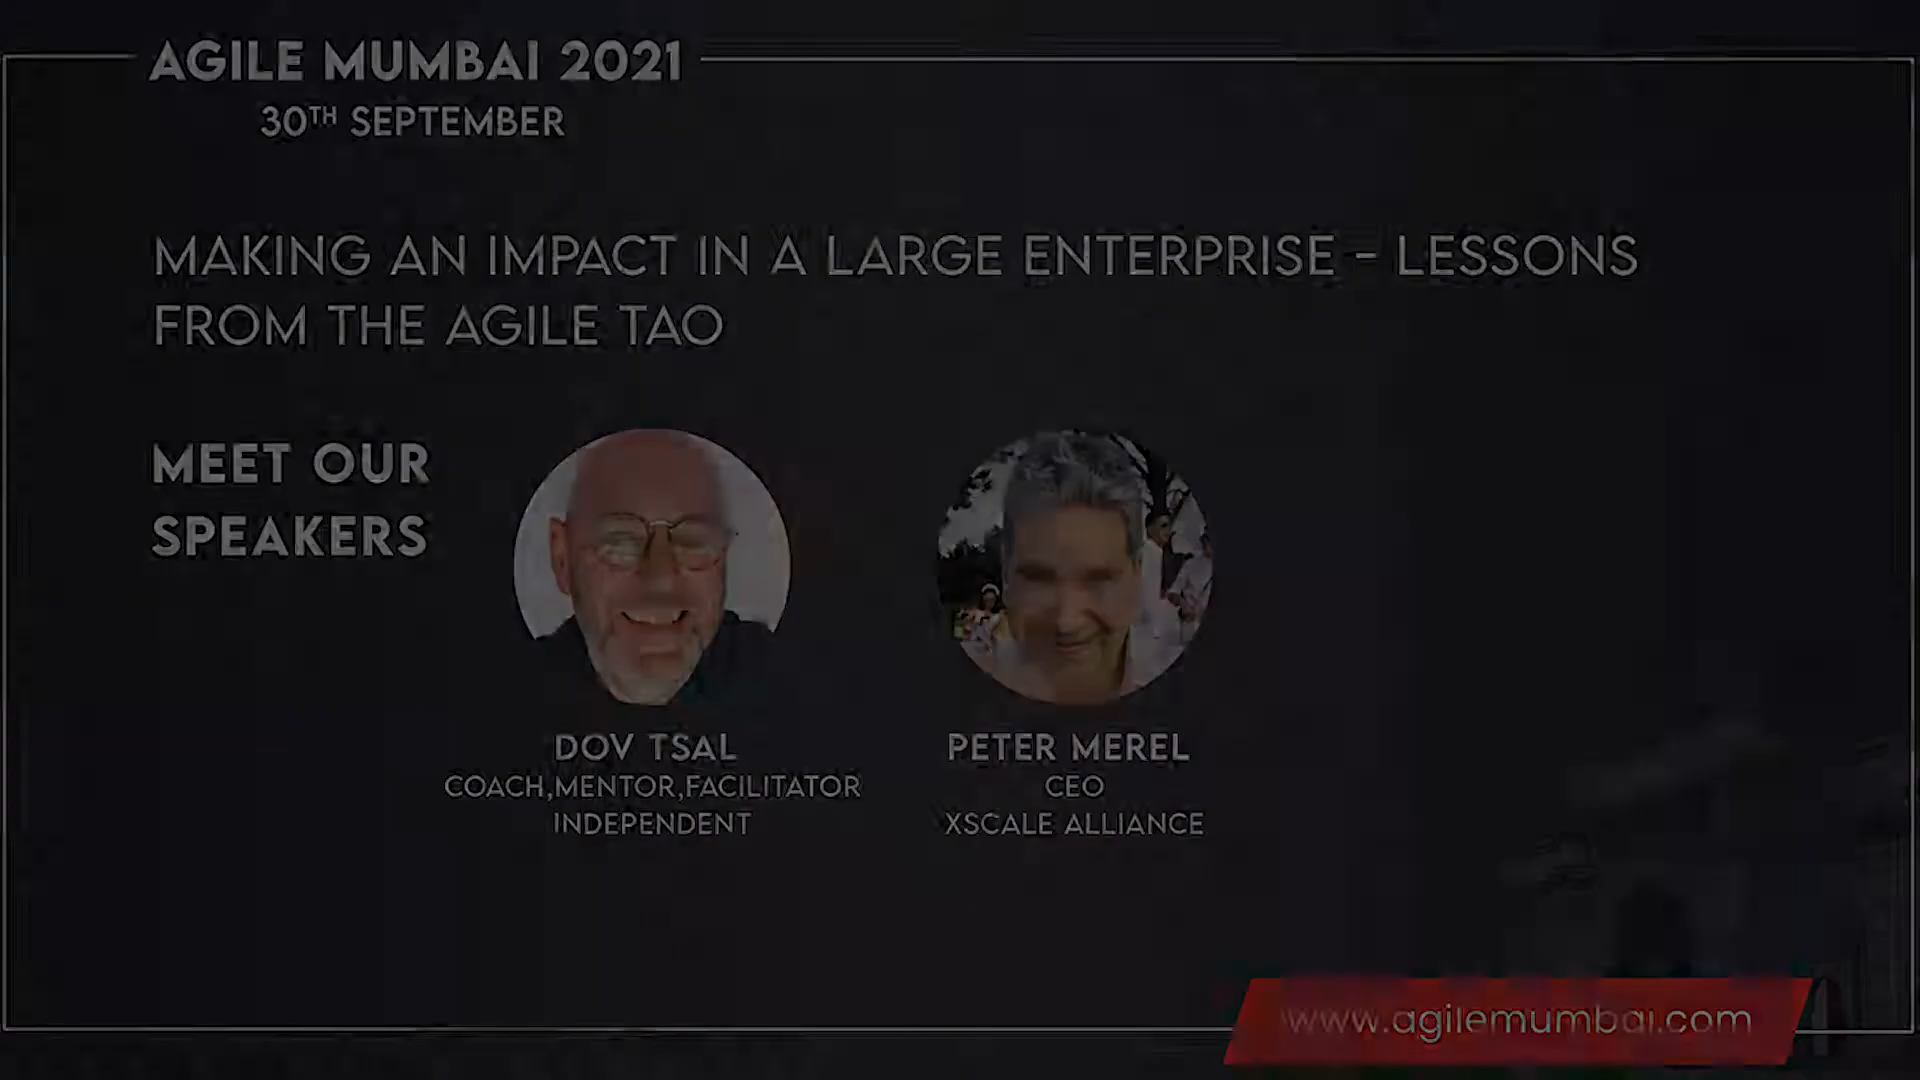 AGILE MUMBAI 2021
30TH SEPTEMBER
MAKING AN IMPACT IN A LARGE ENTERPRISE - LESSONS
FROM THE AGILE TAO
MEET OUR
SPEAKERS
DOV TSAL
COACH,MENTOR,FACILITATOR
INDEPENDENT
PETER MEREL
CEO
XSCALE ALLIANCE
www.agilemumbai.com